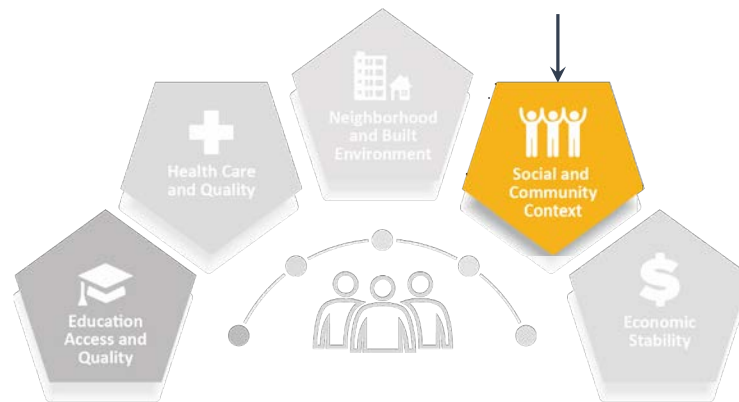 Neighborhood
and Built
Environment
Health Care
and Quality
Social and
Community
Context
Education
Access and
Quality
Economic
Stability